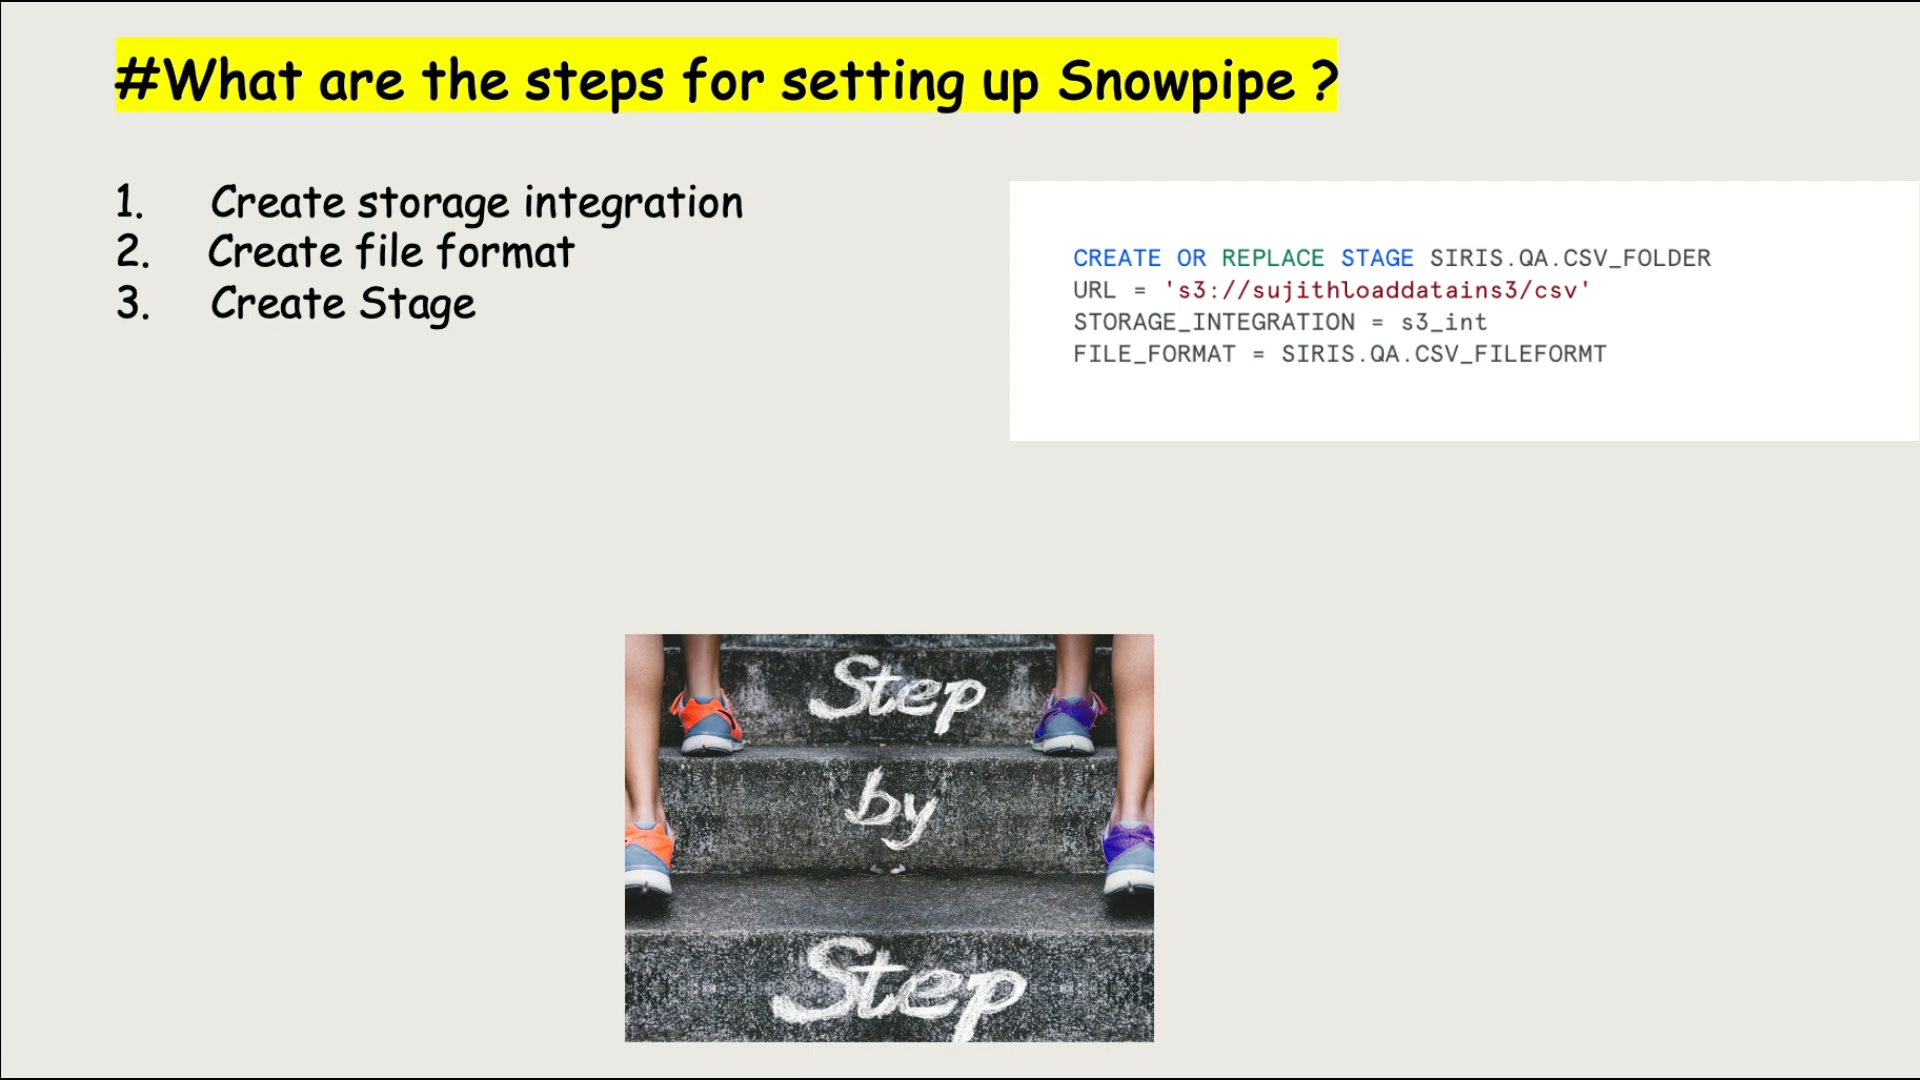 #What are the steps for setting up Snowpipe ?
1. Create storage integration
2. Create file format
3. Create Stage
CREATE OR REPLACE STAGE SIRIS.QA.CSV_FOLDER
URL = 's3://sujithloaddatains3/csv'
STORAGE_INTEGRATION = s3_int
FILE_FORMAT = SIRIS.QA.CSV_FILEFORMT
Step
by
Step